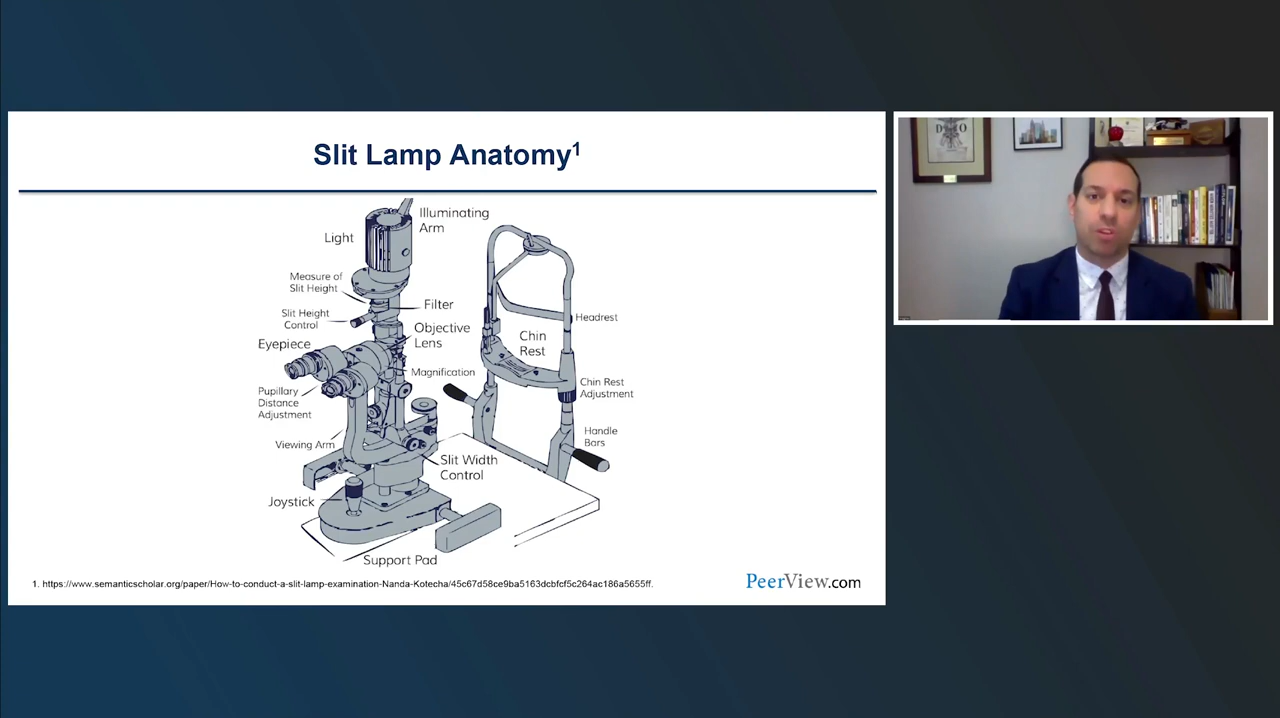 Slit Lamp Anatomy1
Illuminating
Arm
Light
Measure of
Slit Height
Filter
Slit Height
Control
Objective
Lens
Eyepiece
Magnification
Pupillary
Distance
Adjustment
Viewing Arm
Slit Width
Control
Joystick
Support Pad
Headrest
Chin
Rest
Chin Rest
Adjustment
Handle
Bars
1. https://www.semanticscholar.org/paper/How-to-conduct-a-slit-lamp-examination-Nanda-Kotecha/45c67d58ce9ba5163dcbfcf5c264ac186a5655ff.
PeerView.com
D O